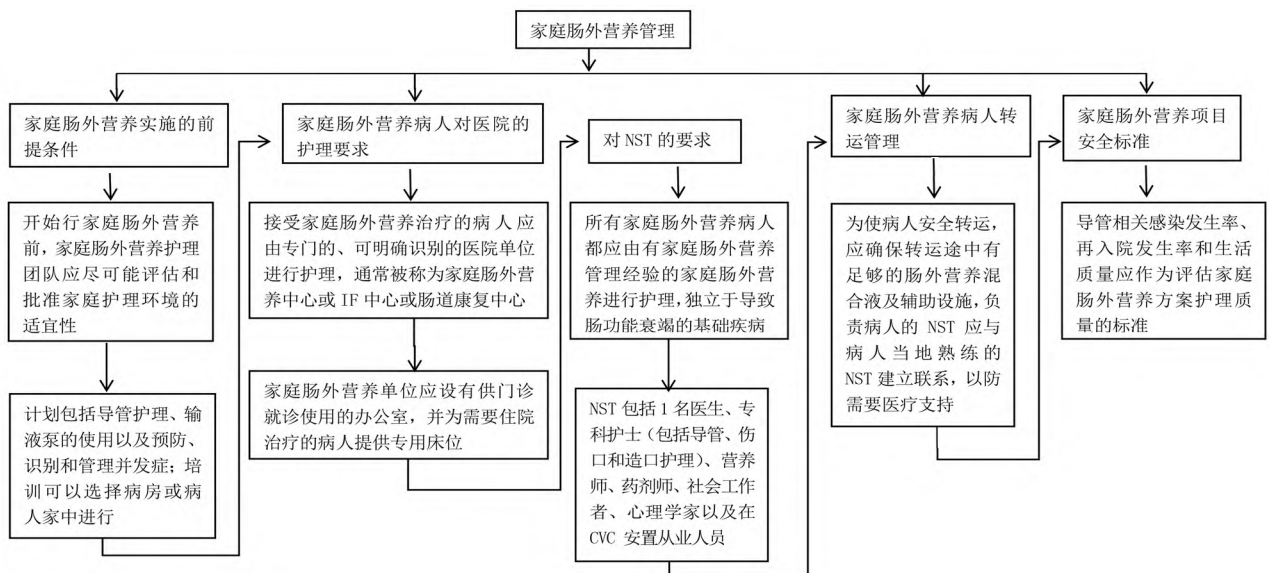 家庭肠外营养管理
家庭肠外营养实施的前
提条件
开始行家庭肠外营养
前，家庭肠外营养护理
团队应尽可能评估和
批准家庭护理环境的
适宜性
计划包括导管护理、输
液泵的使用以及预防、
识别和管理并发症；培
训可以选择病房或病
人家中进行
家庭肠外营养病人对医院的
护理要求
接受家庭肠外营养治疗的病人应
由专门的、可明确识别的医院单位
进行护理，通常被称为家庭肠外营
养中心或IF中心或肠道康复中心
家庭肠外营养单位应设有供门诊
就诊使用的办公室，并为需要住院
治疗的病人提供专用床位
对NST的要求
所有家庭肠外营养病人
都应由有家庭肠外营养
管理经验的家庭肠外营
养进行护理，独立于导致
肠功能衰竭的基础疾病
NST包括1名医生、专
科护士（包括导管、伤
口和造口护理）、营养
师、药剂师、社会工作
者、心理学家以及在
CVC 安置从业人员
家庭肠外营养病人转
运管理
为使病人安全转运，
应确保转运途中有
足够的肠外营养混
合液及辅助设施，负
责病人的 NST 应与
病人当地熟练的
NST建立联系，以防
需要医疗支持
家庭肠外营养项目
安全标准
导管相关感染发生率、
再入院发生率和生活
质量应作为评估家庭
肠外营养方案护理质
量的标准